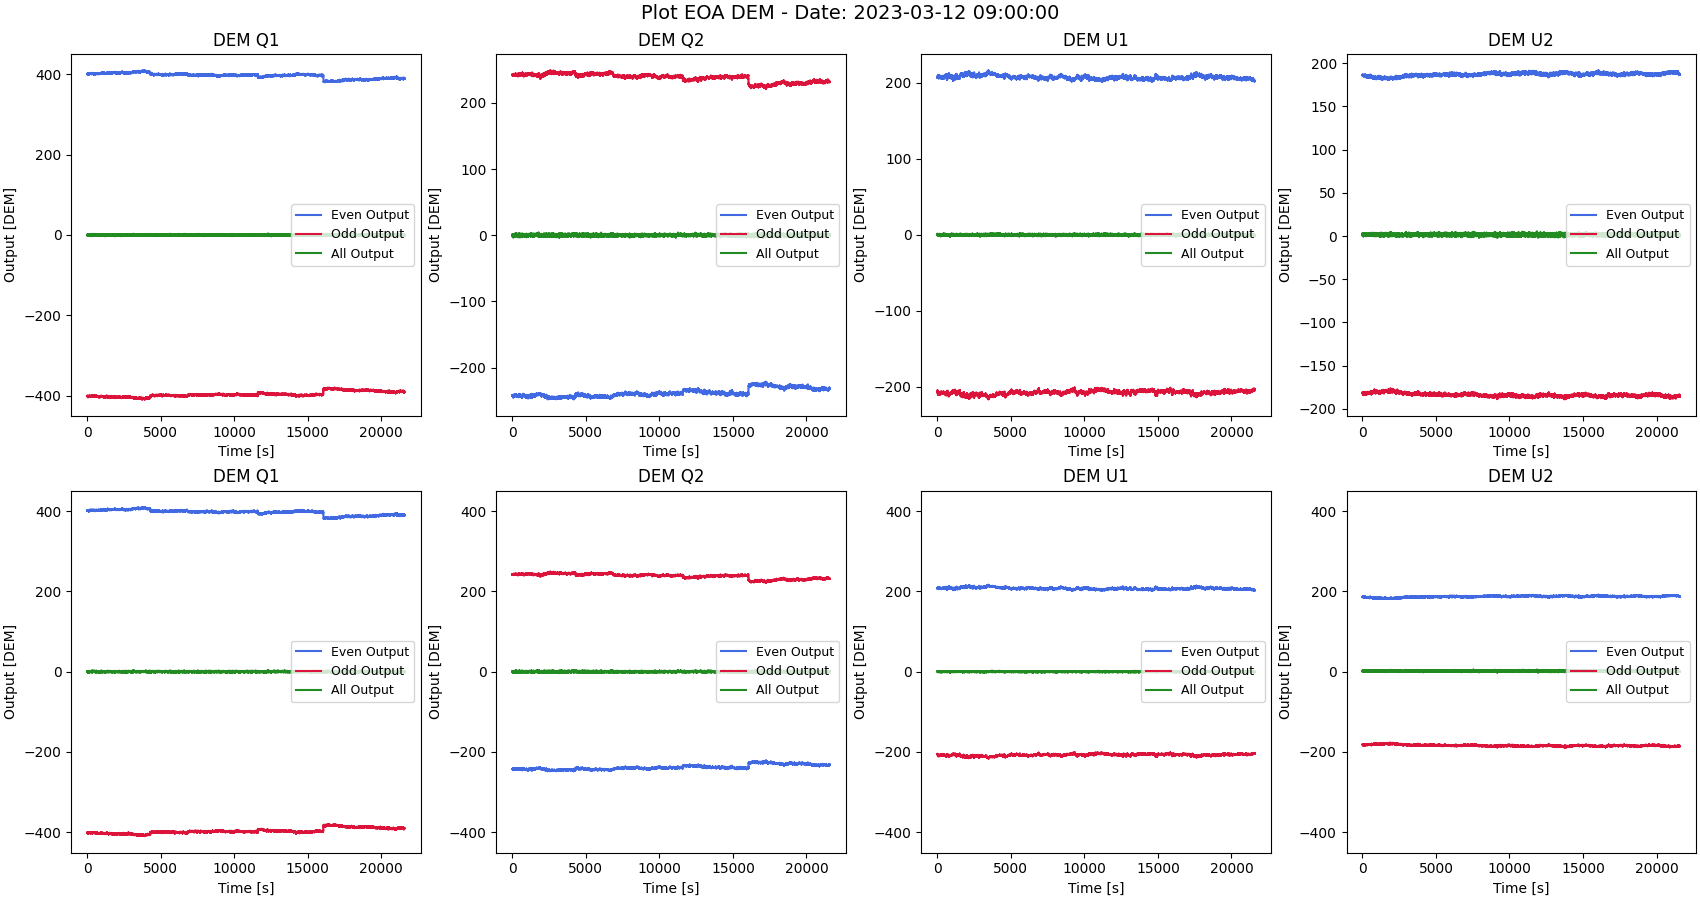 Plot EOA DEM - Date: 2023-03-12 09:00:00
DEM Q1
Output [DEM]
400
200
0
−200
−400
Even Output
Odd Output
All Output
0 5000 10000 15000 20000
Time [s]
DEM Q2
Output [DEM]
200
100
0
−100
−200
Even Output
Odd Output
All Output
0 5000 10000 15000 20000
Time [s]
DEM U1
Output [DEM]
200
100
0
−100
−200
Even Output
Odd Output
All Output
0 5000 10000 15000 20000
Time [s]
DEM U2
Output [DEM]
200
150
100
50
0
−50
−100
−150
−200
Even Output
Odd Output
All Output
0 5000 10000 15000 20000
Time [s]
DEM Q1
Output [DEM]
400
200
0
−200
−400
Even Output
Odd Output
All Output
0 5000 10000 15000 20000
Time [s]
DEM Q2
Output [DEM]
400
200
0
−200
−400
Even Output
Odd Output
All Output
0 5000 10000 15000 20000
Time [s]
DEM U1
Output [DEM]
400
200
0
−200
−400
Even Output
Odd Output
All Output
0 5000 10000 15000 20000
Time [s]
DEM U2
Output [DEM]
400
200
0
−200
−400
Even Output
Odd Output
All Output
0 5000 10000 15000 20000
Time [s]